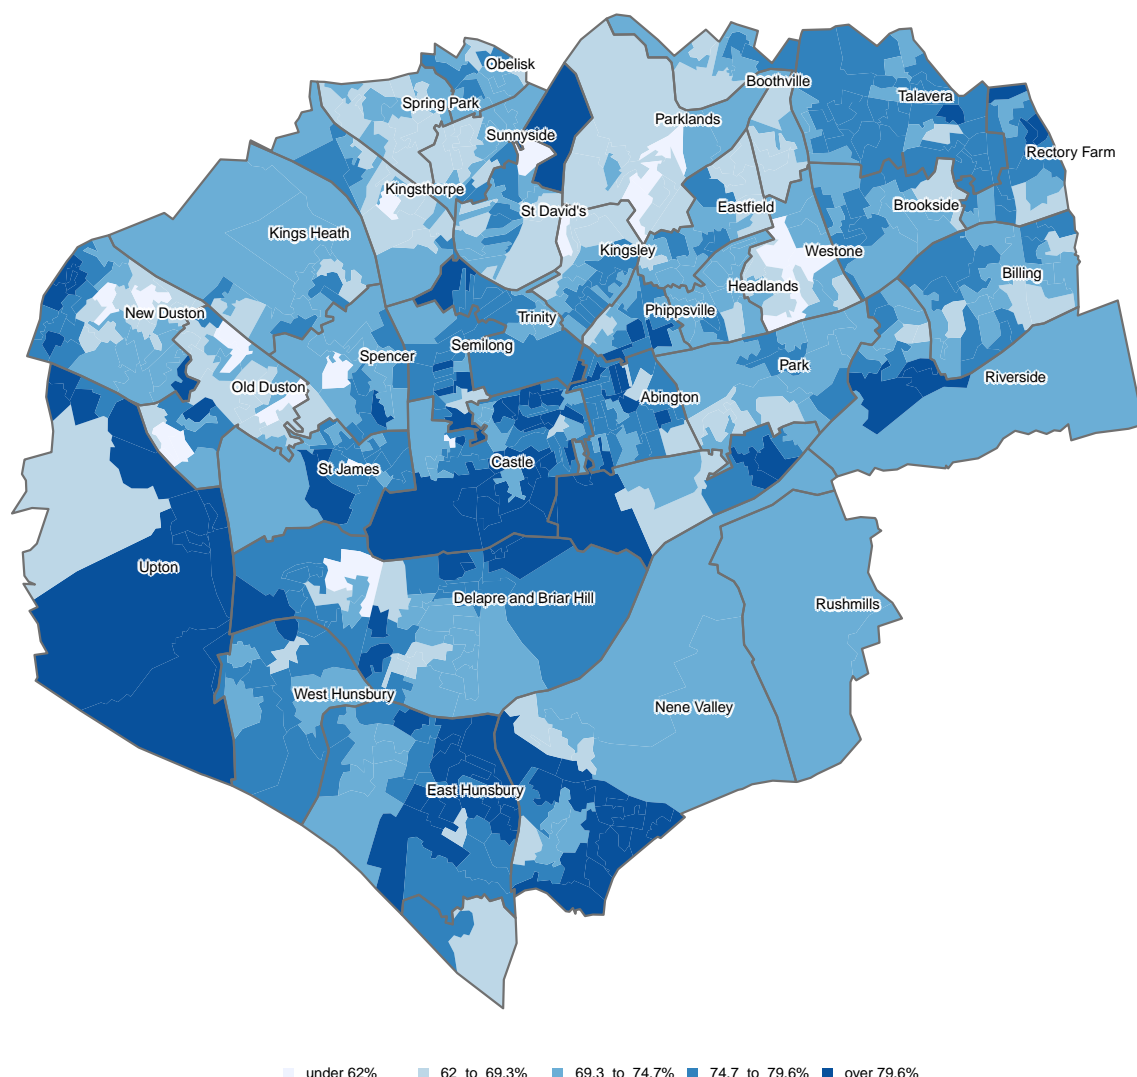 Obelisk
Boothville
Spring Park
Talavera
Parklands
Sunnyside
Rectory Farm
Kingsthorpe
Brookside
Eastfield
St David's
Kings Heath
Kingsley
Westone
Billing
Headlands
New Duston
Phippsville
Trinity
Semilong
Spencer
Park
Riverside
Old Duston
Abington
Castle
St James
Upton
Delapre and Briar Hill
Rushmills
West Hunsbury
Nene Valley
East Hunsbury
under 62% 62 to 69.3% 69.3 to 74.7% 74.7 to 79.6% over 79.6%